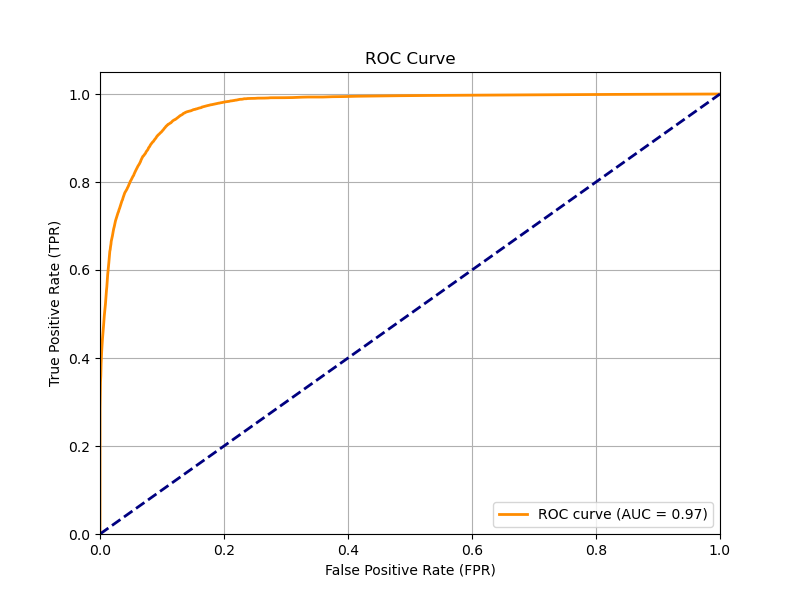 ROC Curve
1.0
0.8
0.6
0.4
0.2
0.0
True Positive Rate (TPR)
ROC curve (AUC = 0.97)
0.0 0.2 0.4 0.6 0.8 1.0
False Positive Rate (FPR)